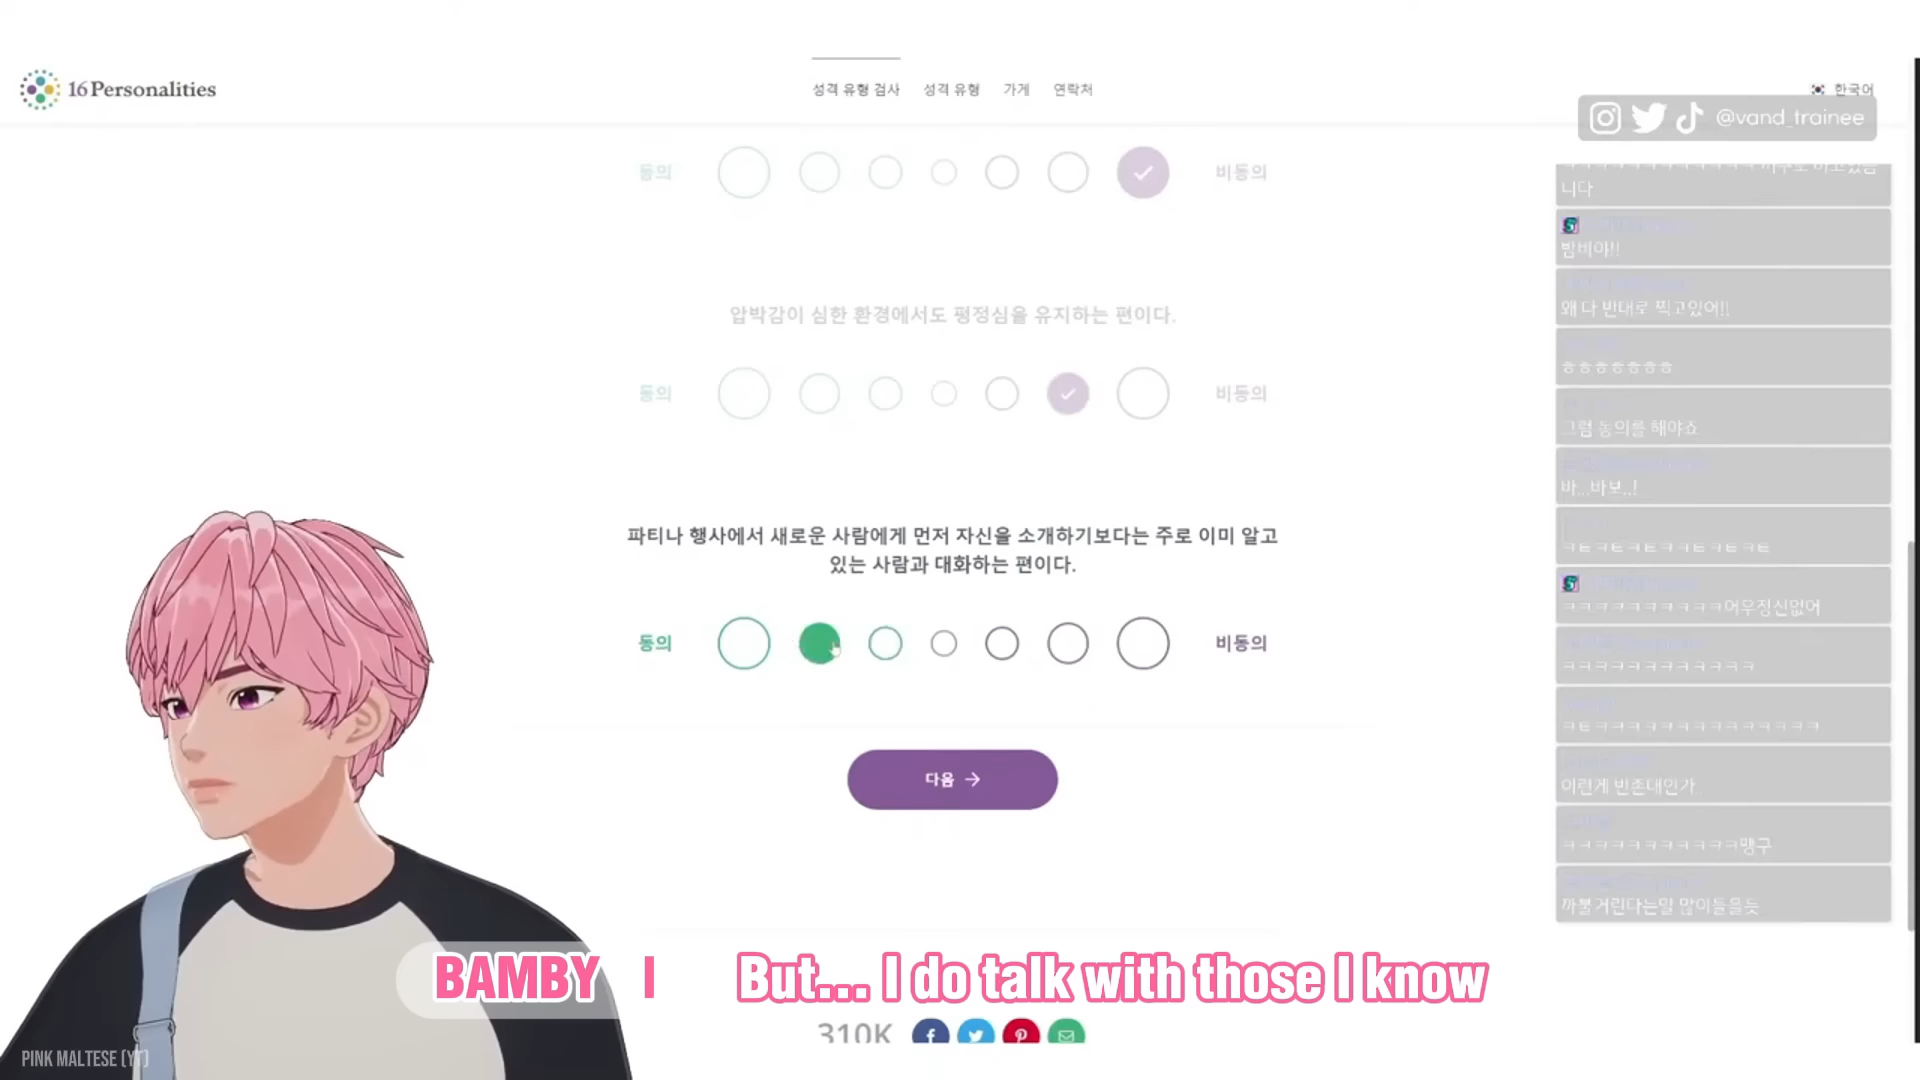 16Personalities
성격 유형 검사
성격 유형
가게
연락처
한국어
@vand_trainee
동의
비동의
압박감이 심한 환경에서도 평정심을 유지하는 편이다.
동의
비동의
파티나 행사에서 새로운 사람에게 먼저 자신을 소개하기보다는 주로 이미 알고
있는 사람과 대화하는 편이다.
동의
비동의
다음 →
니다
밤비야!!
왜 다 반대로 찍고있어!!
ㅎㅎㅎㅎㅎㅎㅎ
그럼 동의를 해야죠
바...바보..!
ㅋㅋㅋㅋㅋㅋㅋㅋㅋㅋ어우정신없어
ㅋㅋㅋㅋㅋㅋㅋㅋㅋㅋㅋㅋ
이런게 반존대인가
ㅋㅋㅋㅋㅋㅋㅋㅋㅋㅋㅋ맹구
까불거린다는말 많이들을듯
BAMBY | But... I do talk with those I know
310K
PINK MALTESE (YT)